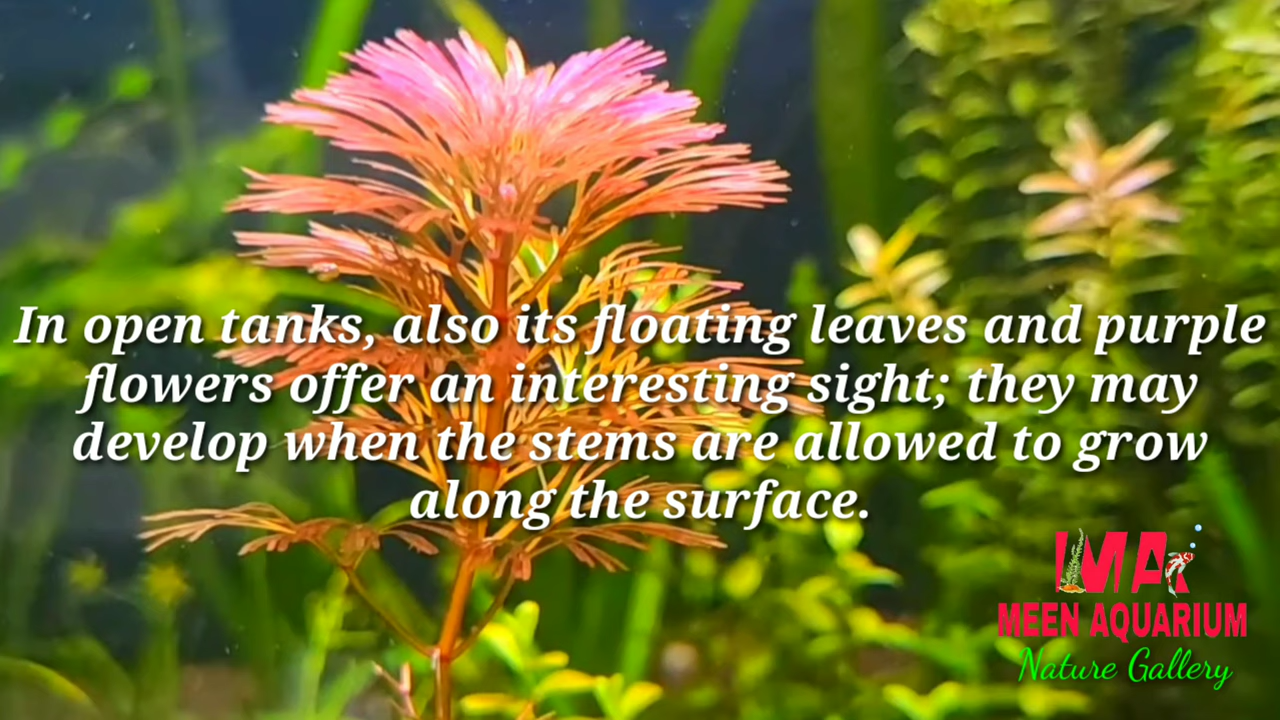 In open tanks, also its floating leaves and purple
flowers offer an interesting sight; they may
develop when the stems are allowed to grow
along the surface.
MA
MEEN AQUARIUM
Nature Gallery